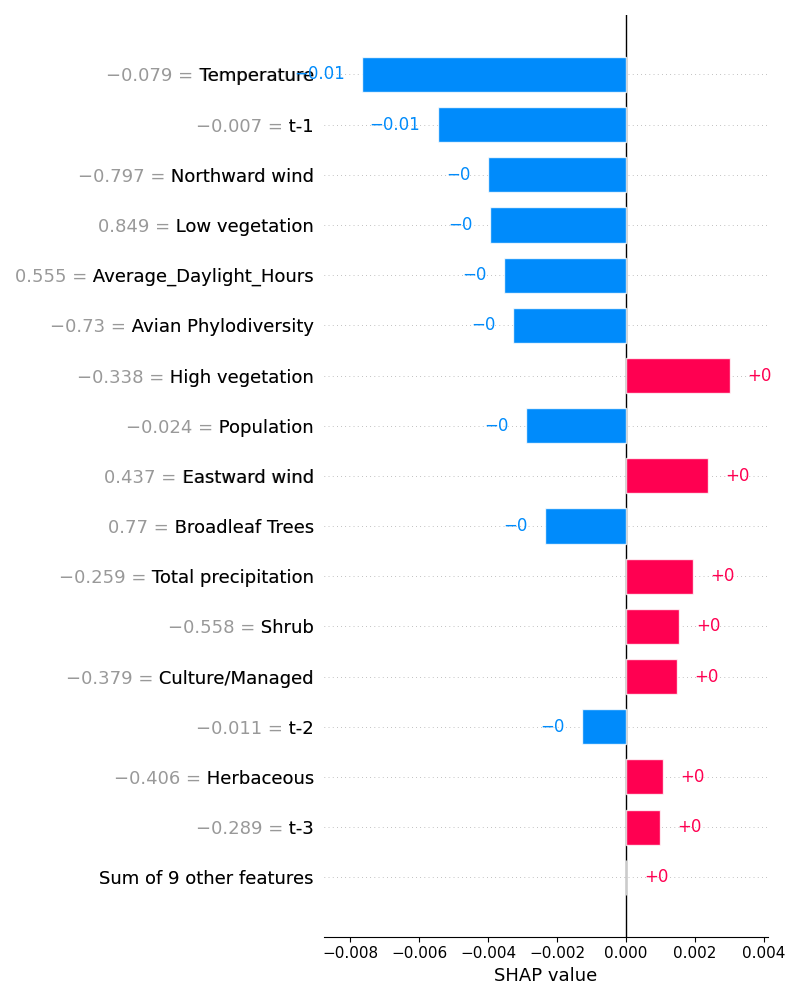 −0.079 = Temperature −0.01
−0.007 = t-1 −0.01
−0.797 = Northward wind −0
0.849 = Low vegetation −0
0.555 = Average_Daylight_Hours −0
−0.73 = Avian Phylodiversity −0
−0.338 = High vegetation +0
−0.024 = Population −0
0.437 = Eastward wind +0
0.77 = Broadleaf Trees −0
−0.259 = Total precipitation +0
−0.558 = Shrub +0
−0.379 = Culture/Managed +0
−0.011 = t-2 −0
−0.406 = Herbaceous +0
−0.289 = t-3 +0
Sum of 9 other features +0
−0.008 −0.006 −0.004 −0.002 0.000 0.002 0.004
SHAP value